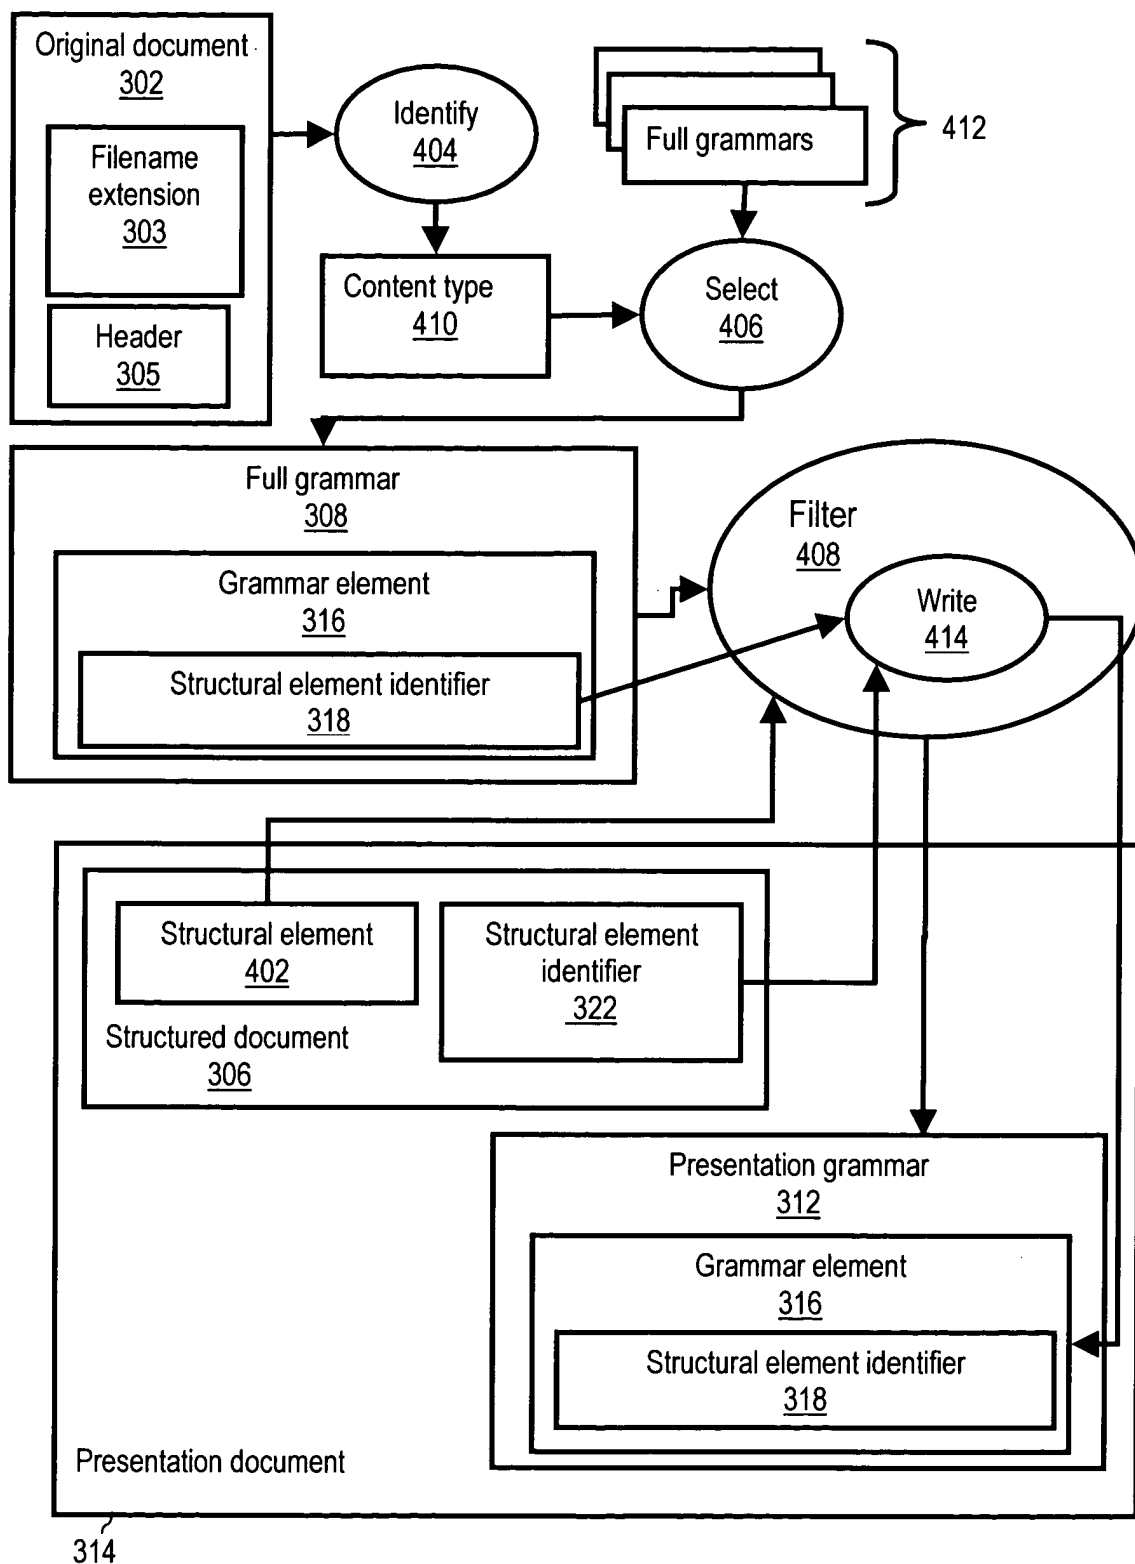 Original document
302
Filename
extension
303
Header
305
Identify
404
Full grammars
412
Content type
410
Select
406
Full grammar
308
Grammar element
316
Structural element identifier
318
Filter
408
Write
414
Structural element
402
Structural element
identifier
322
Structured document
306
Presentation grammar
312
Grammar element
316
Structural element identifier
318
Presentation document
314